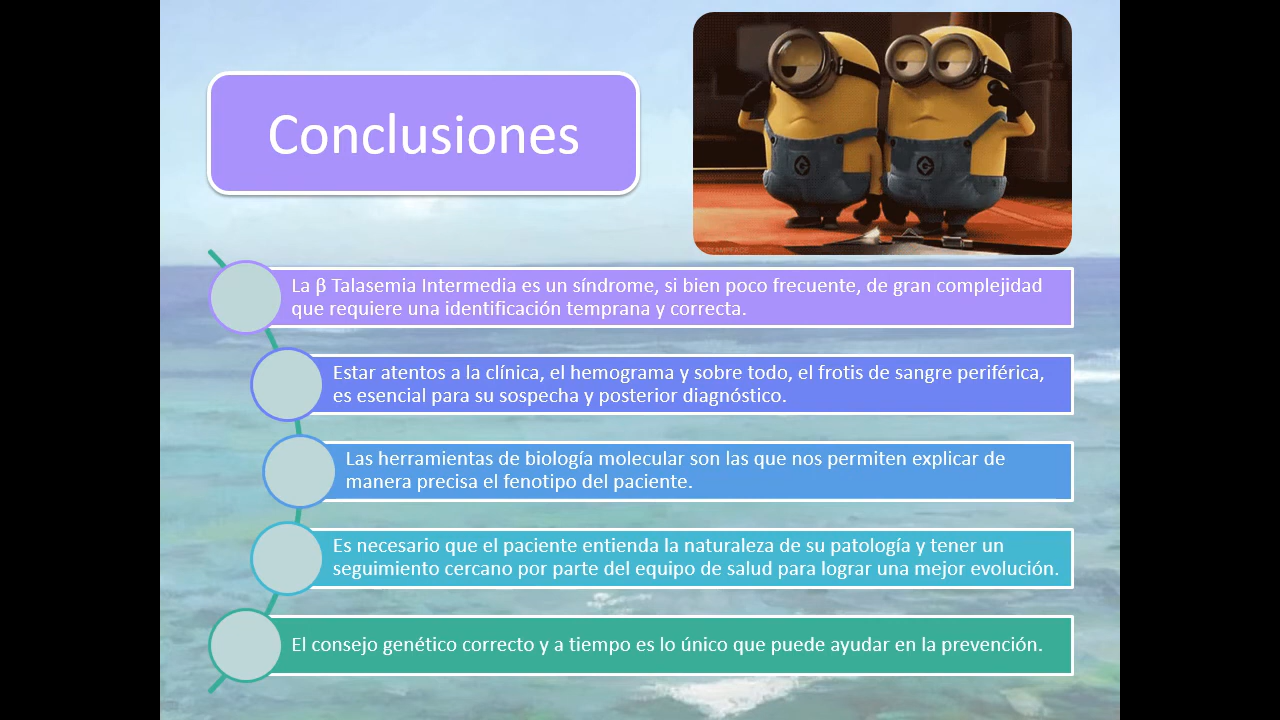 Conclusiones
La β Talasemia Intermedia es un síndrome, si bien poco frecuente, de gran complejidad
que requiere una identificación temprana y correcta.
Estar atentos a la clínica, el hemograma y sobre todo, el frotis de sangre periférica,
es esencial para su sospecha y posterior diagnóstico.
Las herramientas de biología molecular son las que nos permiten explicar de
manera precisa el fenotipo del paciente.
Es necesario que el paciente entienda la naturaleza de su patología y tener un
seguimiento cercano por parte del equipo de salud para lograr una mejor evolución.
El consejo genético correcto y a tiempo es lo único que puede ayudar en la prevención.